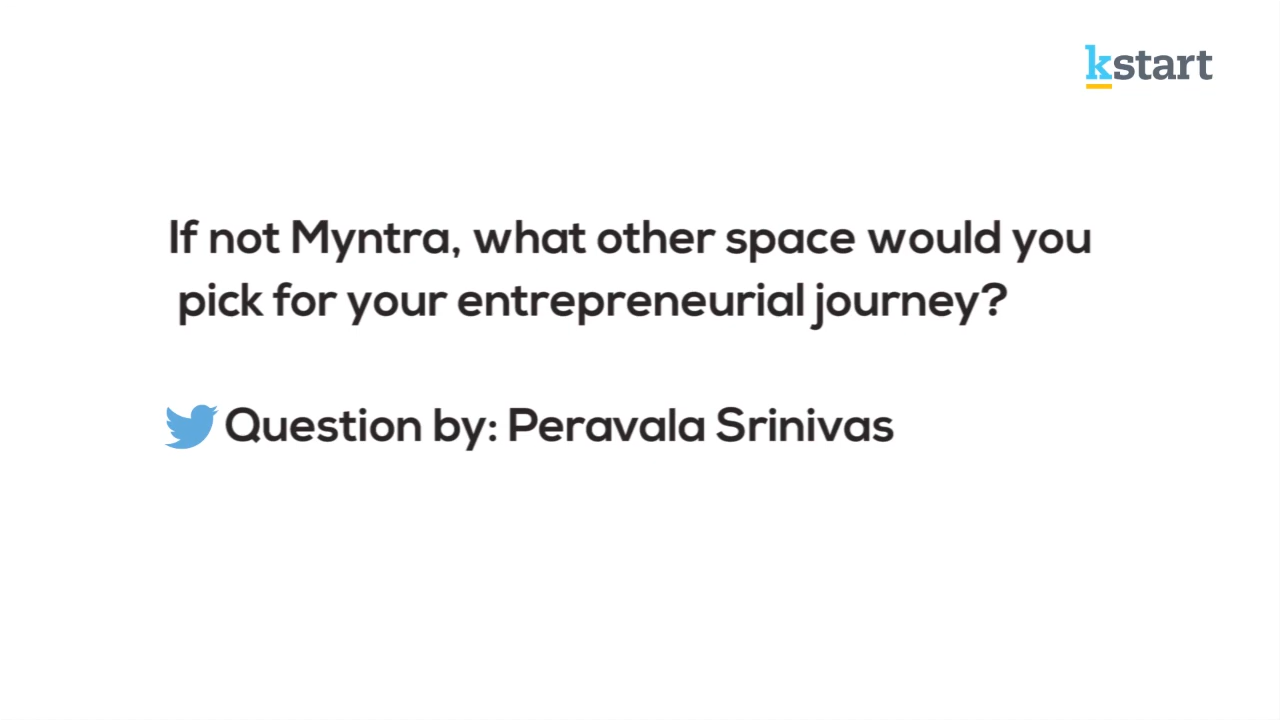 kstart
If not Myntra, what other space would you
pick for your entrepreneurial journey?
Question by: Peravala Srinivas